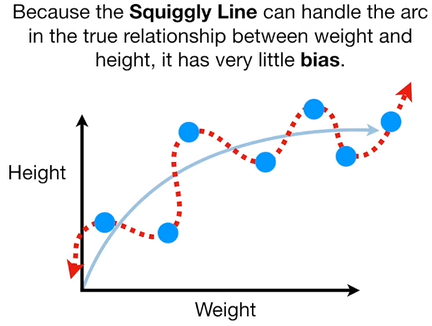 Because the Squiggly Line can handle the arc
in the true relationship between weight and
height, it has very little bias.
Height
Weight